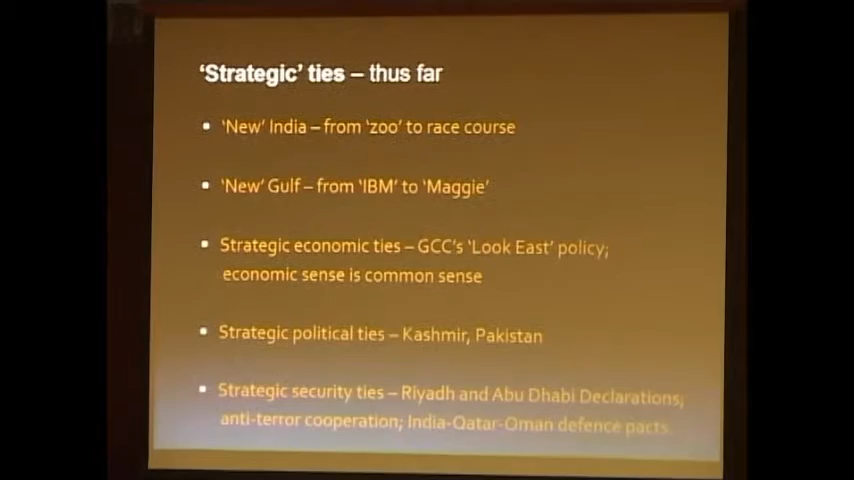 ‘Strategic’ ties – thus far
‘New’ India – from ‘zoo’ to race course
‘New’ Gulf – from ‘IBM’ to ‘Maggie’
Strategic economic ties – GCC’s ‘Look East’ policy;
economic sense is common sense
Strategic political ties – Kashmir, Pakistan
Strategic security ties – Riyadh and Abu Dhabi Declarations;
anti-terror cooperation; India-Qatar-Oman defence pacts